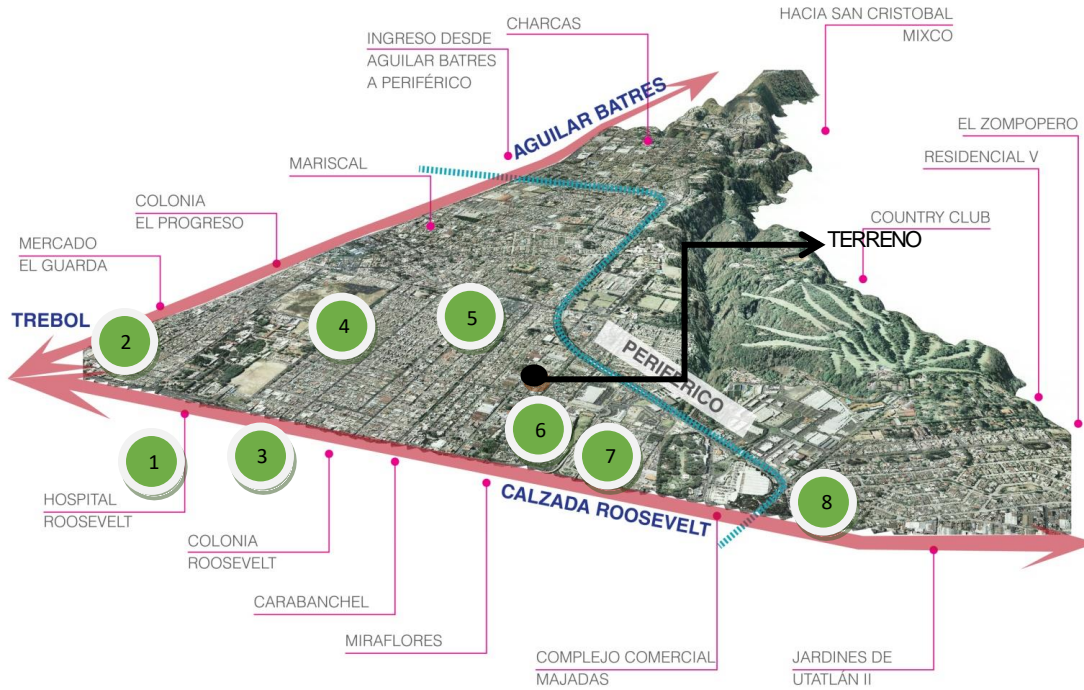 HACIA SAN CRISTOBAL
MIXCO
CHARCAS
INGRESO DESDE
AGUILAR BATRES
A PERIFÉRICO
AGUILAR BATRES
EL ZOMPOPERO
RESIDENCIAL V
MARISCAL
COLONIA
EL PROGRESO
COUNTRY CLUB
TERRENO
MERCADO
EL GUARDA
TREBOL
2
4
5
PERIFÉRICO
1
3
6
7
8
CALZADA ROOSEVELT
HOSPITAL
ROOSEVELT
COLONIA
ROOSEVELT
CARABANCHEL
MIRAFLORES
COMPLEJO COMERCIAL
MAJADAS
JARDINES DE
UTATLÁN II